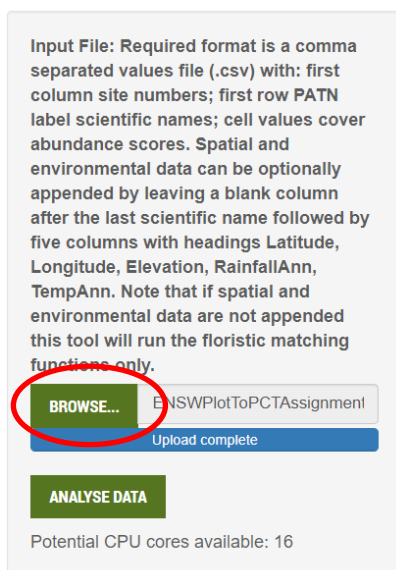 Input File: Required format is a comma
separated values file (.csv) with: first
column site numbers; first row PATN
label scientific names; cell values cover
abundance scores. Spatial and
environmental data can be optionally
appended by leaving a blank column
after the last scientific name followed by
five columns with headings Latitude,
Longitude, Elevation, RainfallAnn,
TempAnn. Note that if spatial and
environmental data are not appended
this tool will run the floristic matching
functions only.
BROWSE... ENSWPlotToPCTAssignment
Upload complete
ANALYSE DATA
Potential CPU cores available: 16